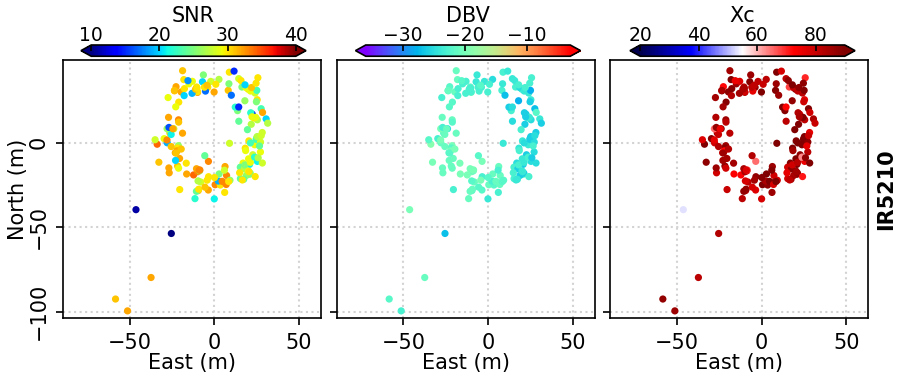 SNR DBV Xc
10 20 30 40 −30 −20 −10 20 40 60 80
North (m)
0
−50
−100
IR5210
−50 0 50 −50 0 50 −50 0 50
East (m) East (m) East (m)